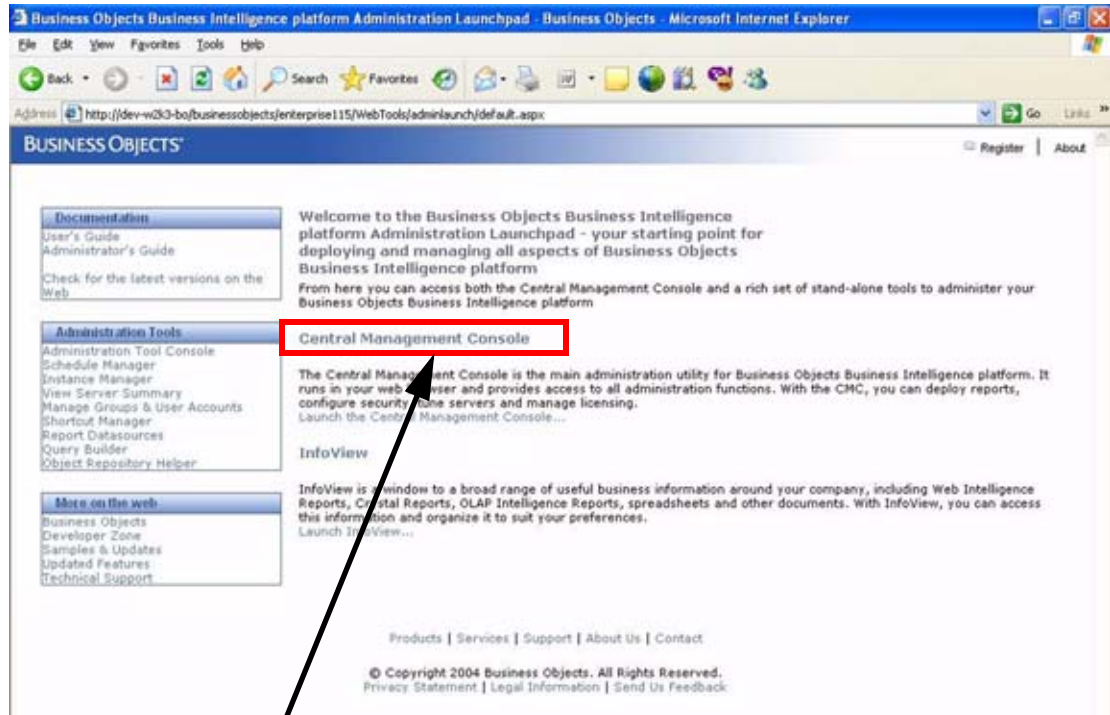 Business Objects Business Intelligence platform Administration Launchpad - Business Objects - Microsoft Internet Explorer
File Edit View Favorites Tools Help
Back Search Favorites
Address http://dev-w2k3-bo/businessobjects/enterprise115/WebTools/adminlaunch/default.aspx Go Links »
BUSINESS OBJECTS Register | About
Documentation
User's Guide
Administrator's Guide
Check for the latest versions on the
Web
Administration Tools
Administration Tool Console
Schedule Manager
Instance Manager
View Server Summary
Manage Groups & User Accounts
Shortcut Manager
Report Datasources
Query Builder
Object Repository Helper
More on the web
Business Objects
Developer Zone
Samples & Updates
Updated Features
Technical Support
Welcome to the Business Objects Business Intelligence
platform Administration Launchpad - your starting point for
deploying and managing all aspects of Business Objects
Business Intelligence platform
From here you can access both the Central Management Console and a rich set of stand-alone tools to administer your
Business Objects Business Intelligence platform
Central Management Console
The Central Management Console is the main administration utility for Business Objects Business Intelligence platform. It
runs in your web browser and provides access to all administration functions. With the CMC, you can deploy reports,
configure security, tune servers and manage licensing.
Launch the Central Management Console...
InfoView
InfoView is a window to a broad range of useful business information around your company, including Web Intelligence
Reports, Crystal Reports, OLAP Intelligence Reports, spreadsheets and other documents. With InfoView, you can access
this information and organize it to suit your preferences.
Launch InfoView...
Products | Services | Support | About Us | Contact
© Copyright 2004 Business Objects. All Rights Reserved.
Privacy Statement | Legal Information | Send Us Feedback